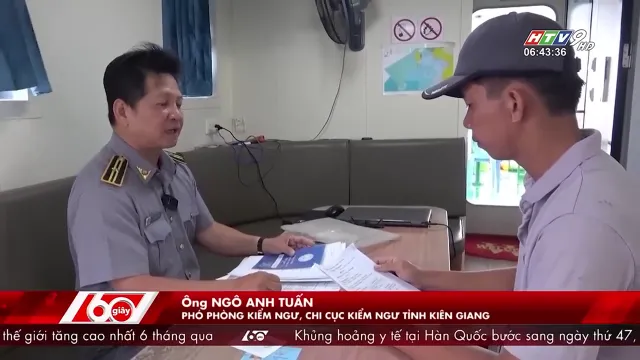 HTV9 HD
06:43:36
60 giây
Ông NGÔ ANH TUẤN
PHÓ PHÒNG KIỂM NGƯ, CHI CỤC KIỂM NGƯ TỈNH KIÊN GIANG
thế giới tăng cao nhất 6 tháng qua Khủng hoảng y tế tại Hàn Quốc bước sang ngày thứ 47,